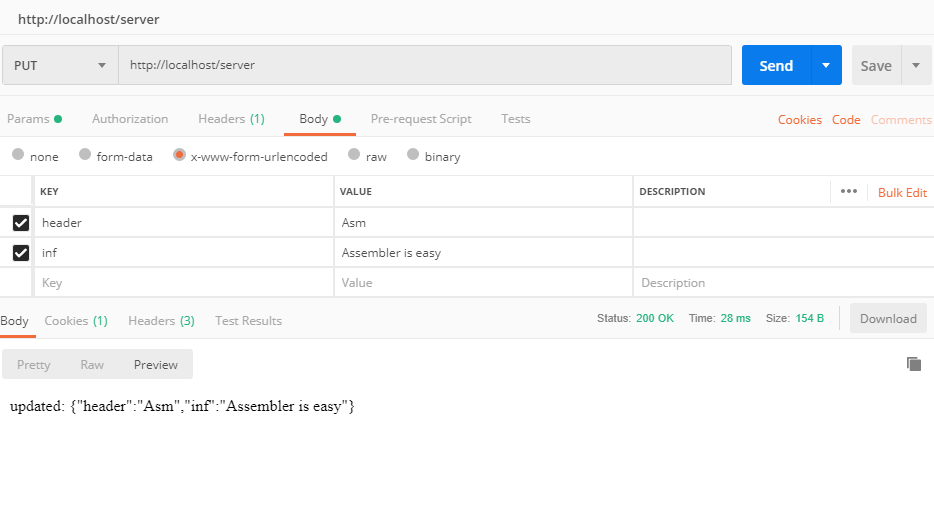 http://localhost/server
PUT http://localhost/server Send Save
Params Authorization Headers (1) Body Pre-request Script Tests Cookies Code Comments
none form-data x-www-form-urlencoded raw binary
KEY VALUE DESCRIPTION ••• Bulk Edit
header Asm
inf Assembler is easy
Key Value Description
Body Cookies (1) Headers (3) Test Results Status: 200 OK Time: 28 ms Size: 154 B Download
Pretty Raw Preview
updated: {"header":"Asm","inf":"Assembler is easy"}